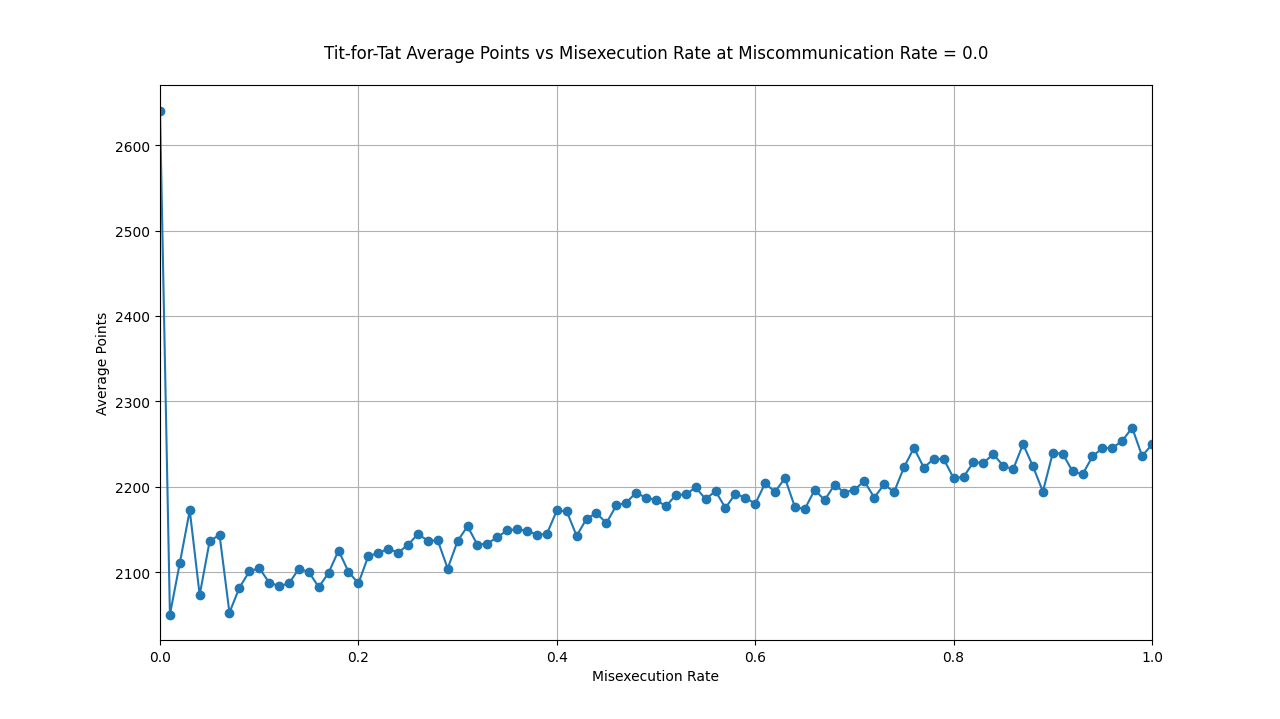 Tit-for-Tat Average Points vs Misexecution Rate at Miscommunication Rate = 0.0
2600
2500
2400
2300
2200
2100
Average Points
0.0 0.2 0.4 0.6 0.8 1.0
Misexecution Rate